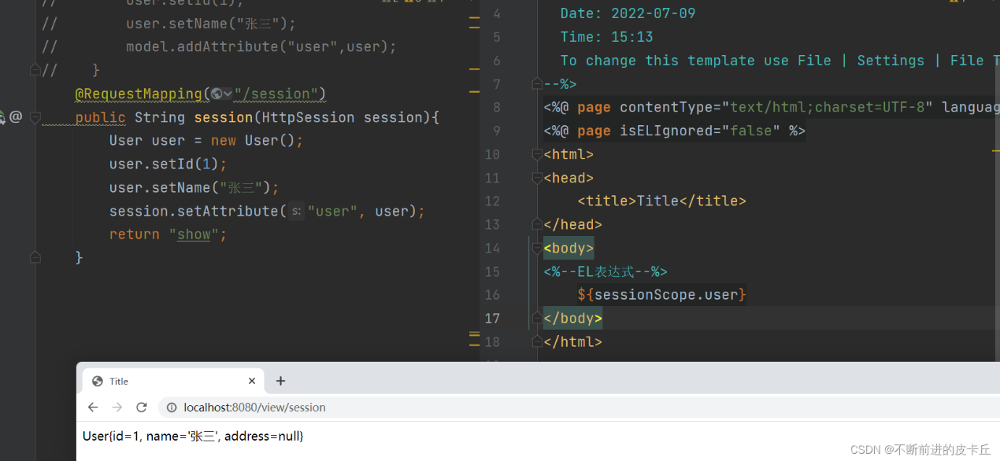 //        user.setId(1);
//        user.setName("张三");
//        model.addAttribute("user",user);
//    }
@RequestMapping("/session")
public String session(HttpSession session){
User user = new User();
user.setId(1);
user.setName("张三");
session.setAttribute( s: "user", user);
return "show";
}
4 Date: 2022-07-09
5 Time: 15:13
6 To change this template use File | Settings | File T
7 --%>
8 <%@ page contentType="text/html;charset=UTF-8" languag
9 <%@ page isELIgnored="false" %>
10 <html>
11 <head>
12 <title>Title</title>
13 </head>
14 <body>
15 <%--EL表达式--%>
16 ${sessionScope.user}
17 </body>
18 </html>
Title
localhost:8080/view/session
User{id=1, name='张三', address=null}
CSDN @不断前进的皮卡丘